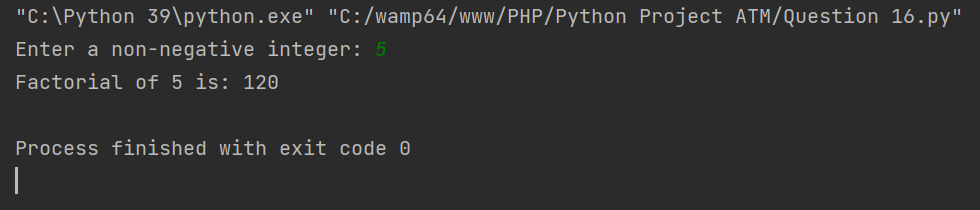 "C:\Python 39\python.exe" "C:/wamp64/www/PHP/Python Project ATM/Question 16.py"
Enter a non-negative integer: 5
Factorial of 5 is: 120
Process finished with exit code 0